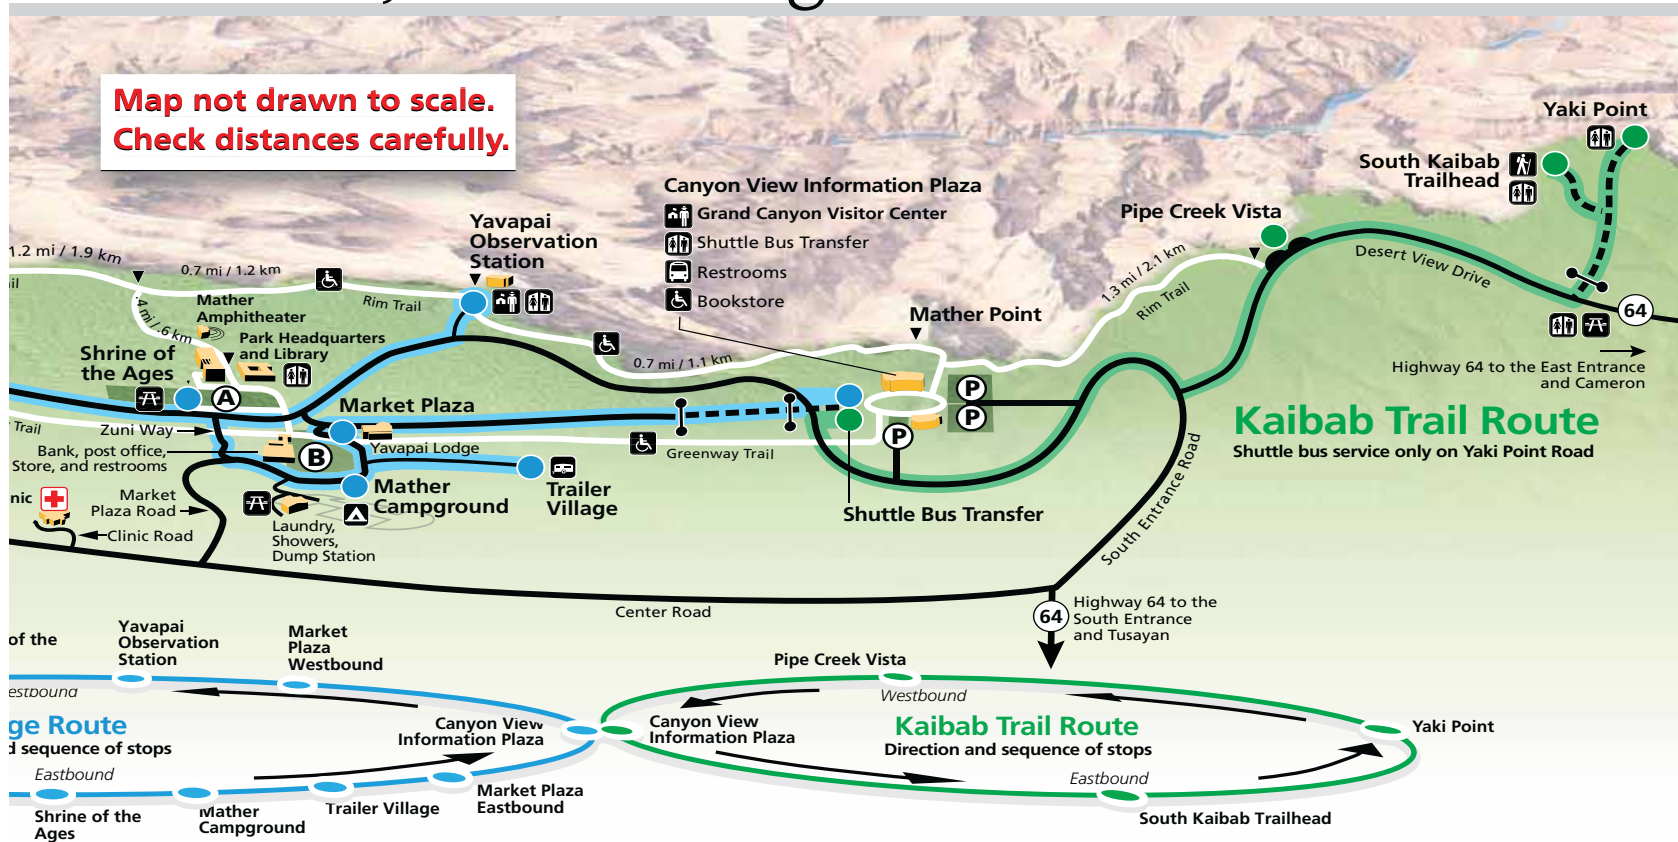 Map not drawn to scale.
Check distances carefully.
Yaki Point
South Kaibab
Trailhead
Canyon View Information Plaza
Grand Canyon Visitor Center
Shuttle Bus Transfer
Restrooms
Bookstore
Pipe Creek Vista
Yavapai
Observation
Station
1.2 mi / 1.9 km
0.7 mi / 1.2 km
Rim Trail
.4 mi / .6 km
Mather
Amphitheater
Park Headquarters
and Library
Shrine of
the Ages
A
0.7 mi / 1.1 km
Mather Point
1.3 mi / 2.1 km
Rim Trail
Desert View Drive
64
Highway 64 to the East Entrance
and Cameron
P
P
P
Market Plaza
Yavapai Lodge
Trail
Zuni Way
Bank, post office,
Store, and restrooms
B
Greenway Trail
Kaibab Trail Route
Shuttle bus service only on Yaki Point Road
Mather
Campground
Trailer
Village
Market
Plaza Road
Clinic Road
Laundry,
Showers,
Dump Station
Shuttle Bus Transfer
South Entrance Road
Center Road
64
Highway 64 to the
South Entrance
and Tusayan
of the
Yavapai
Observation
Station
Market
Plaza
Westbound
estbound
ge Route
d sequence of stops
Eastbound
Canyon View
Information Plaza
Shrine of the
Ages
Mather
Campground
Trailer Village
Market Plaza
Eastbound
Pipe Creek Vista
Westbound
Canyon View
Information Plaza
Kaibab Trail Route
Direction and sequence of stops
Eastbound
Yaki Point
South Kaibab Trailhead